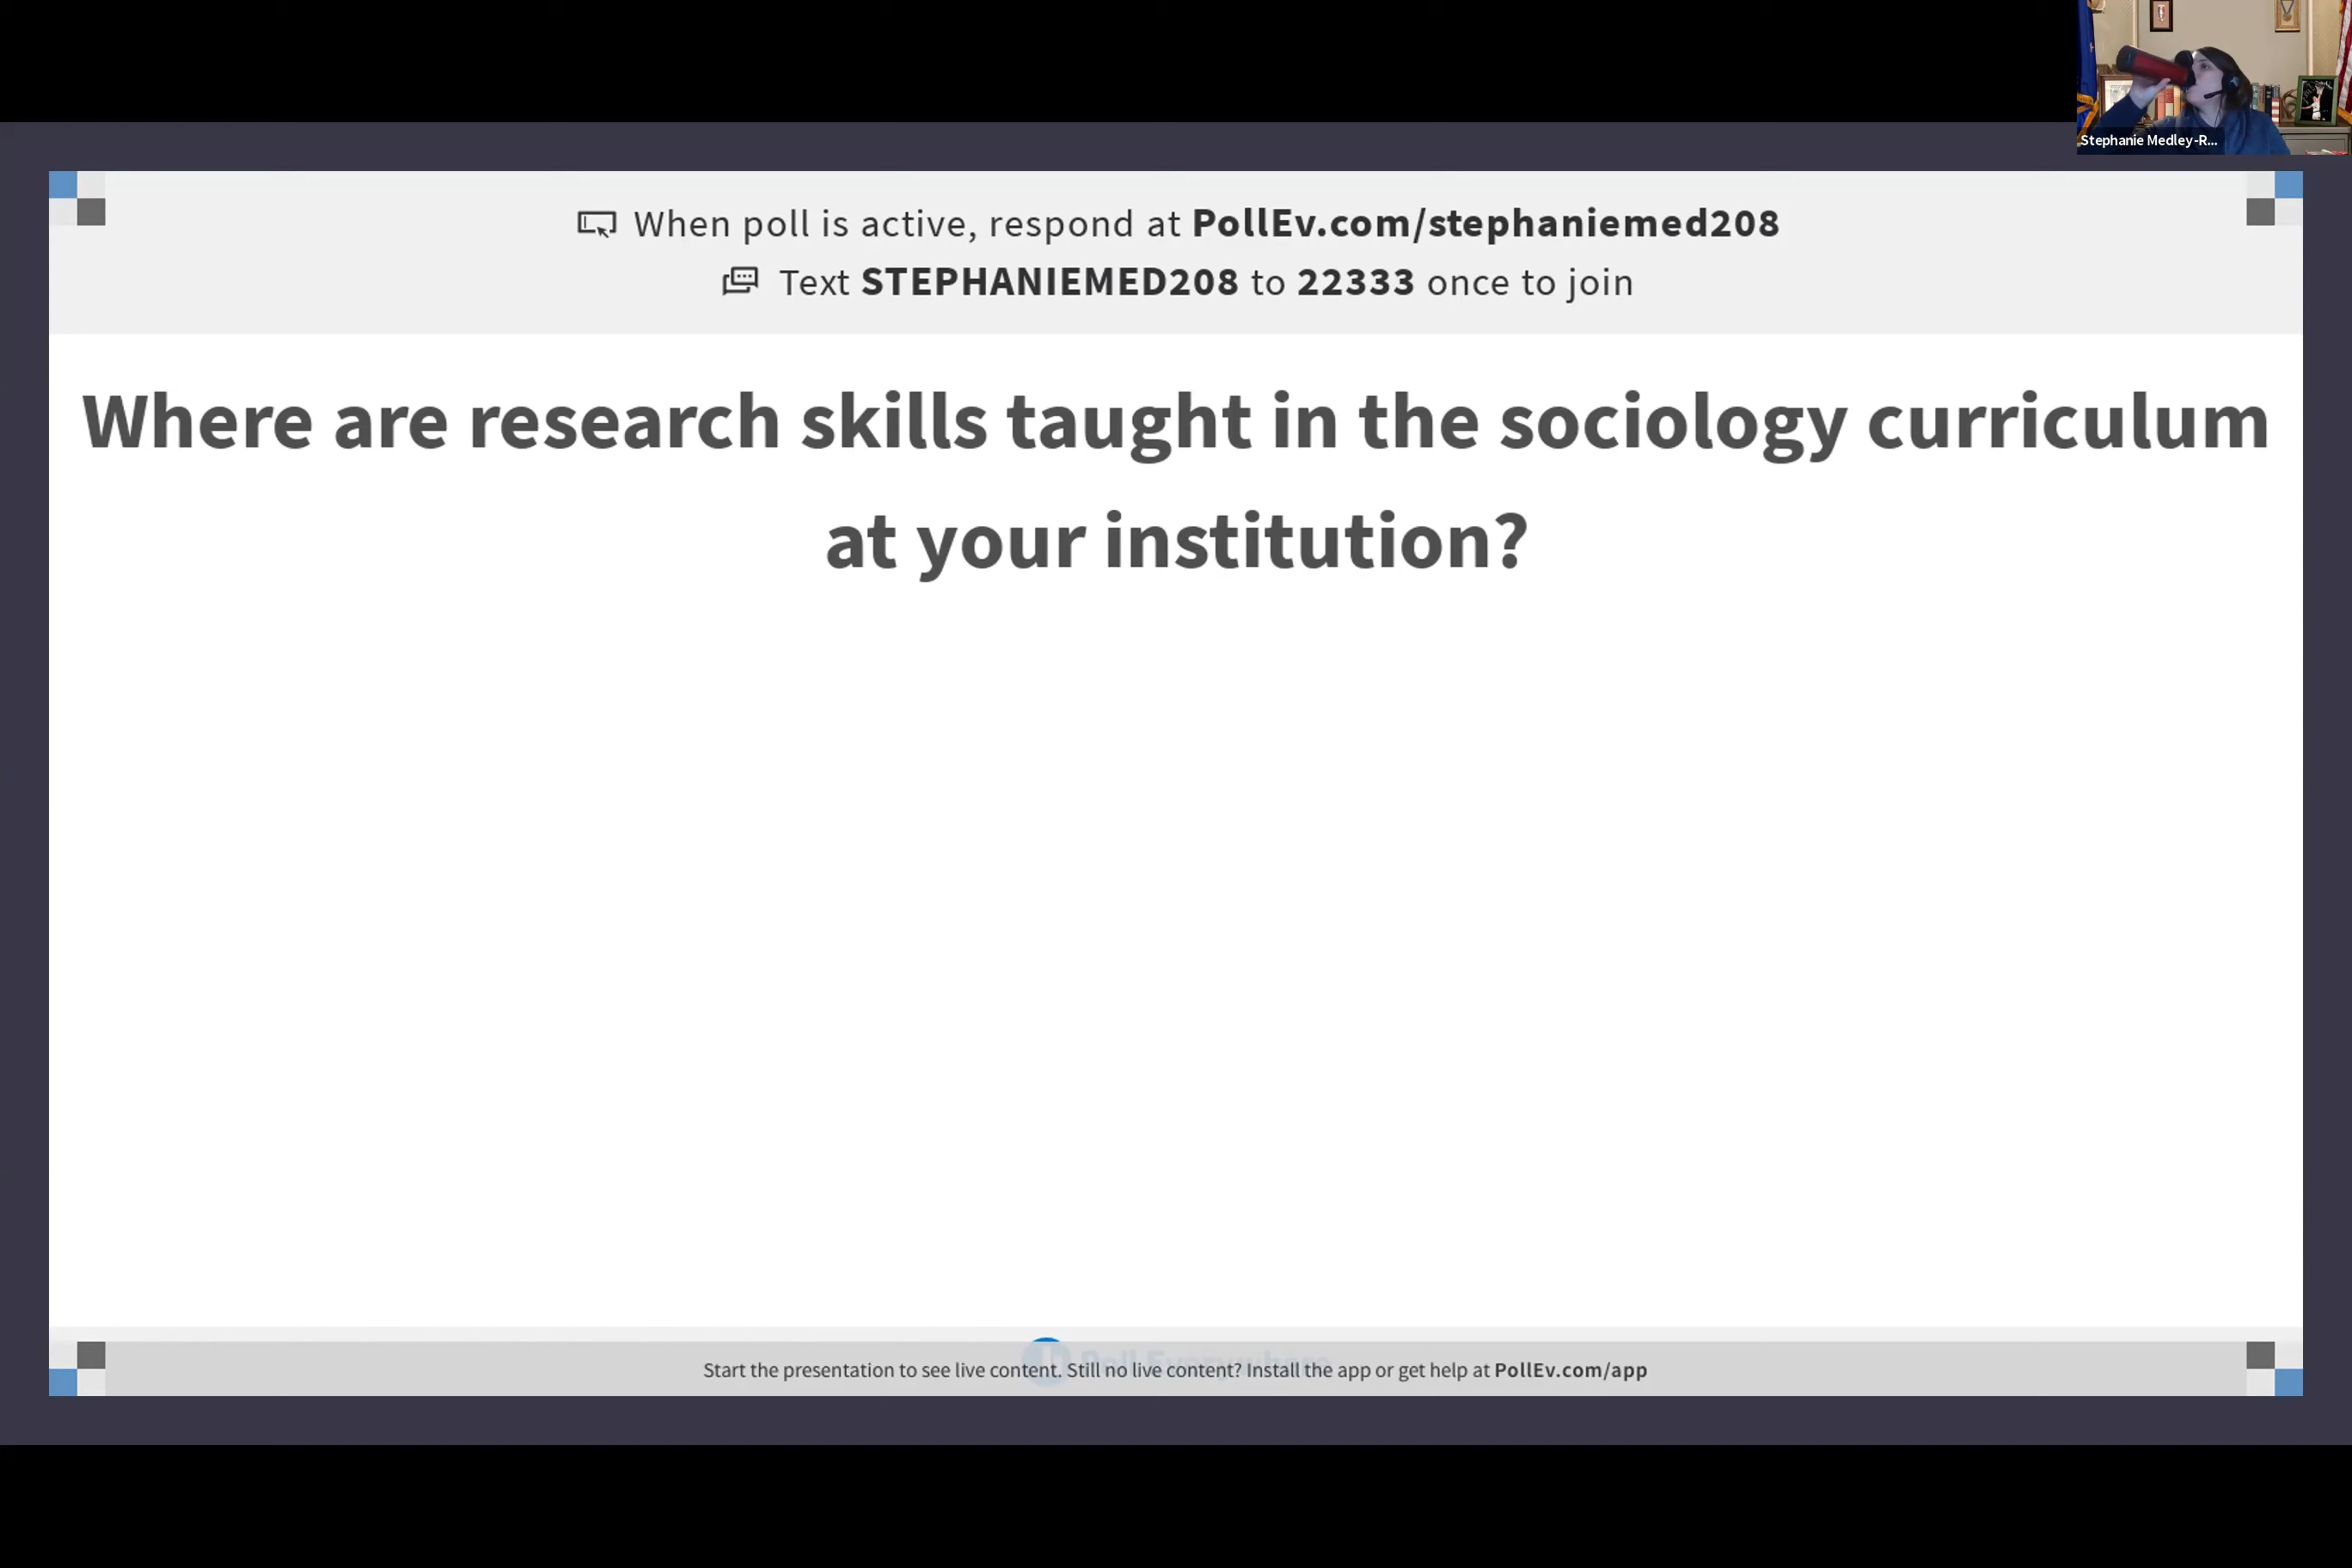 Stephanie Medley-R...
When poll is active, respond at PollEv.com/stephaniemed208
Text STEPHANIEMED208 to 22333 once to join
Where are research skills taught in the sociology curriculum
at your institution?
Start the presentation to see live content. Still no live content? Install the app or get help at PollEv.com/app